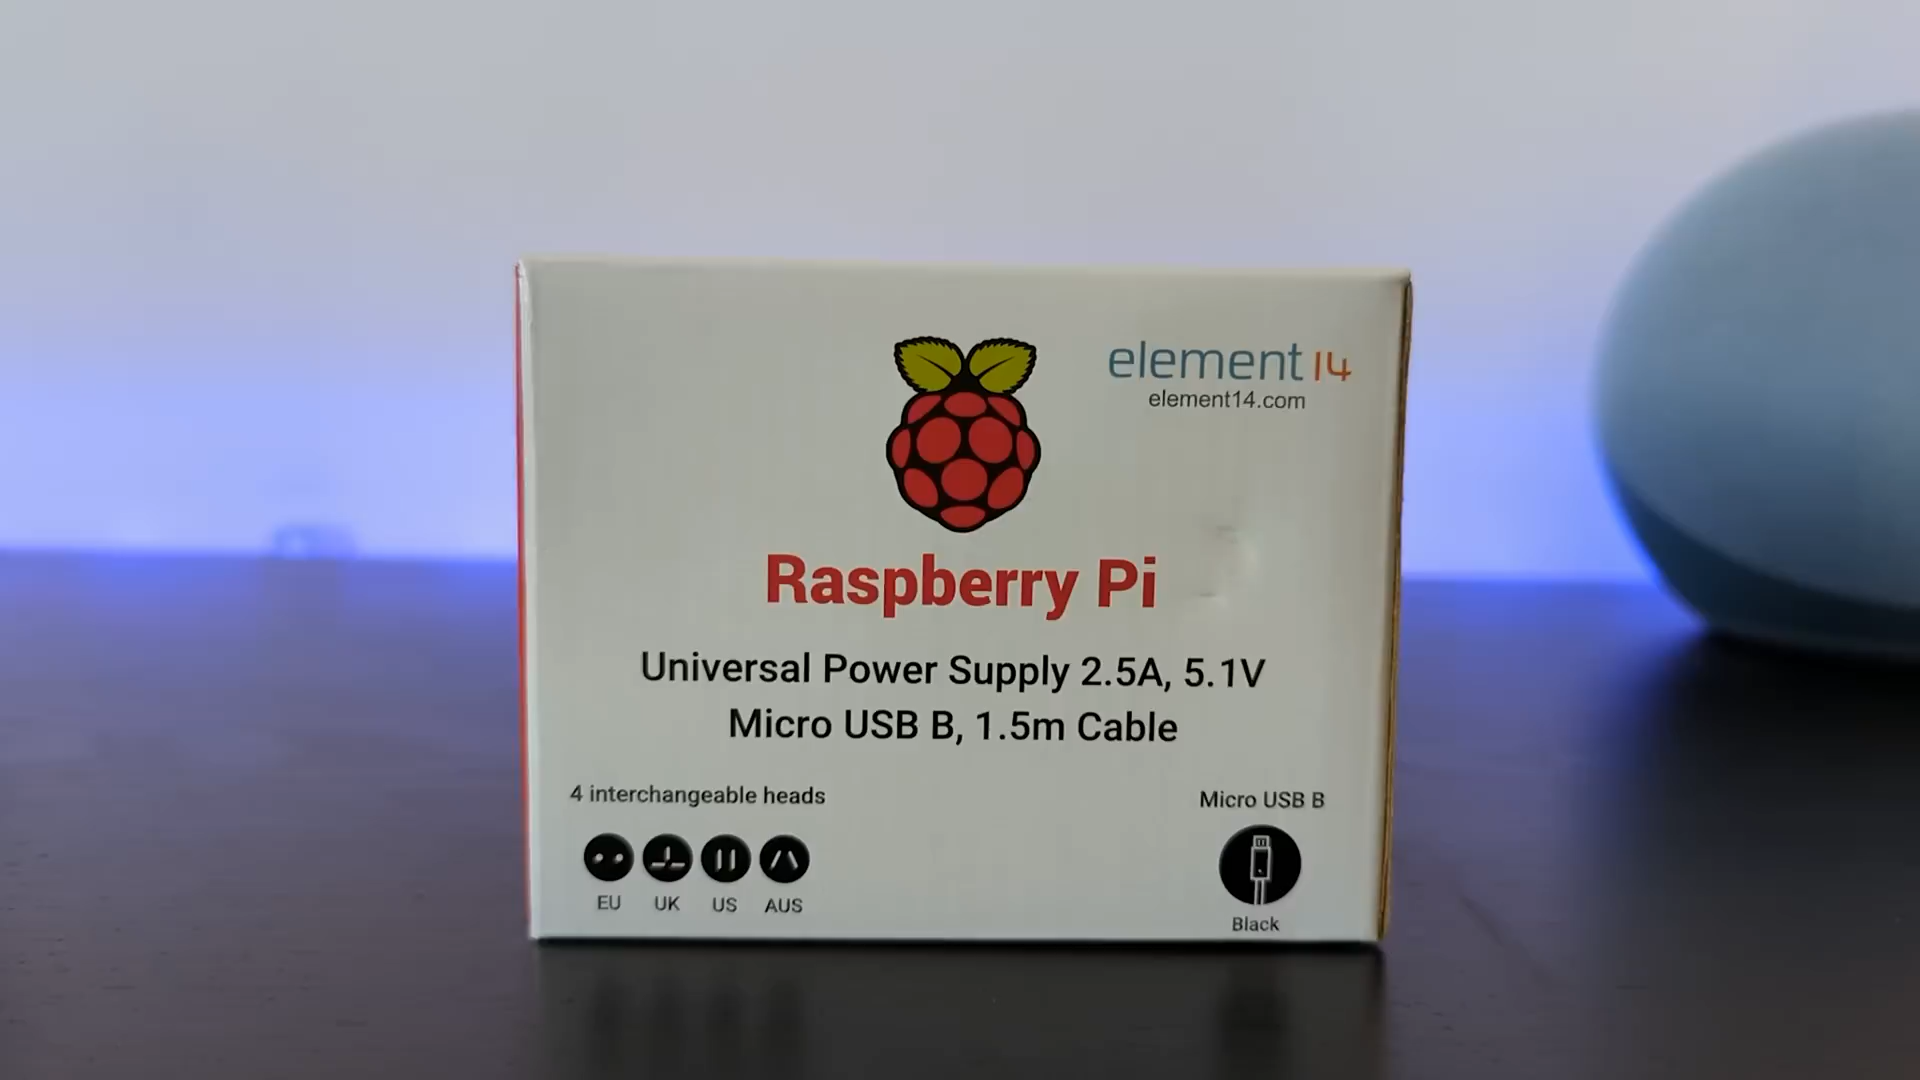 element14
element14.com
Raspberry Pi
Universal Power Supply 2.5A, 5.1V
Micro USB B, 1.5m Cable
4 interchangeable heads
EU UK US AUS
Micro USB B
Black